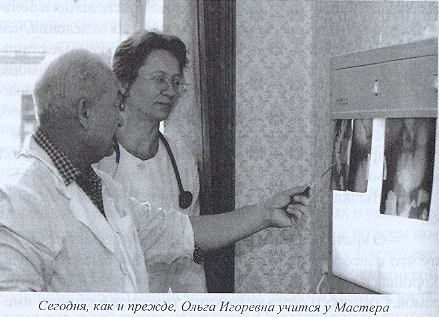 Сегодня, как и прежде, Ольга Игоревна учится у Мастера